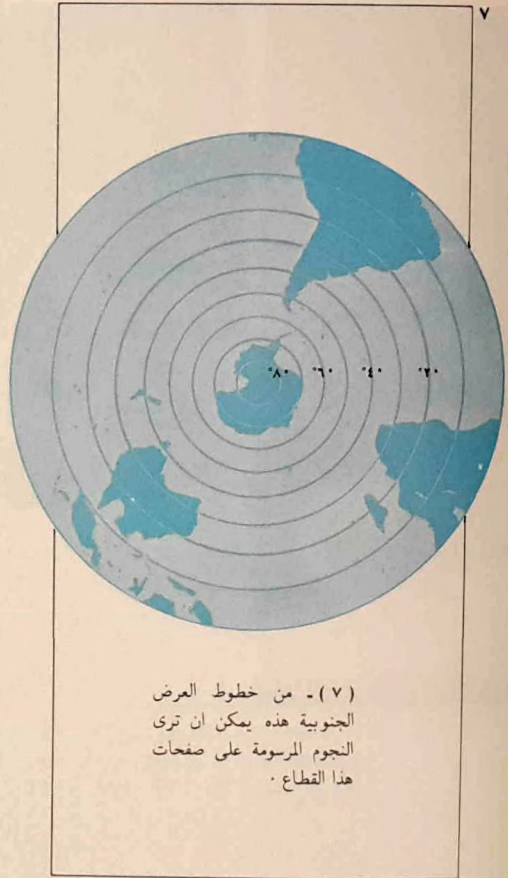 ٧
٨٠° ٦٠° ٤٠° ٢٠°
(٧) ـ من خطوط العرض
الجنوبية هذه يمكن ان ترى
النجوم المرسومة على صفحات
هذا القطاع ·